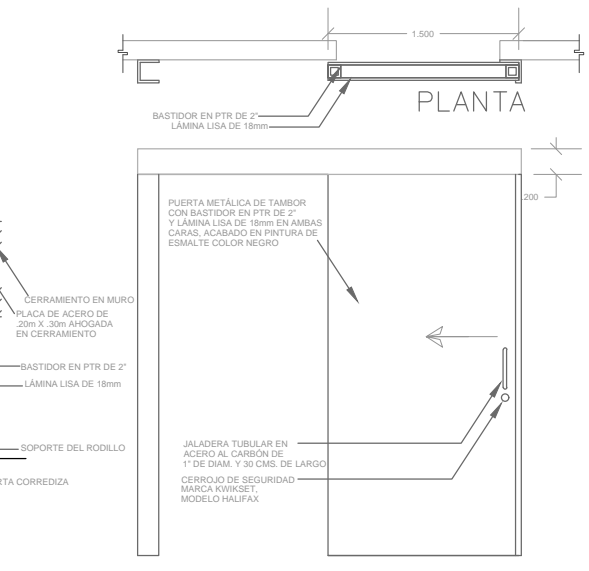 1.500
PLANTA
BASTIDOR EN PTR DE 2"
LÁMINA LISA DE 18mm
.200
PUERTA METÁLICA DE TAMBOR
CON BASTIDOR EN PTR DE 2"
Y LÁMINA LISA DE 18mm EN AMBAS
CARAS, ACABADO EN PINTURA DE
ESMALTE COLOR NEGRO
CERRAMIENTO EN MURO
PLACA DE ACERO DE
.20m X .30m AHOGADA
EN CERRAMIENTO
BASTIDOR EN PTR DE 2"
LÁMINA LISA DE 18mm
SOPORTE DEL RODILLO
CORREDIZA
JALADERA TUBULAR EN
ACERO AL CARBÓN DE
1" DE DIAM. Y 30 CMS. DE LARGO
CERROJO DE SEGURIDAD
MARCA KWIKSET,
MODELO HALIFAX